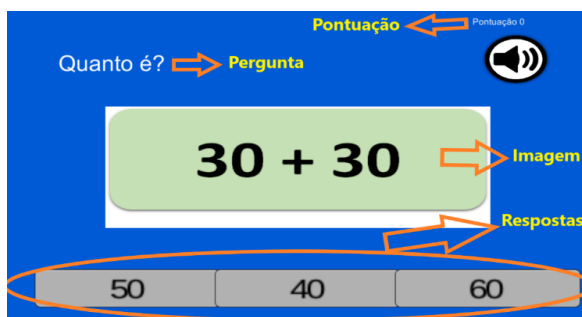 Pontuação Pontuação 0
Quanto é? Pergunta
30 + 30 Imagem
Respostas
50 40 60